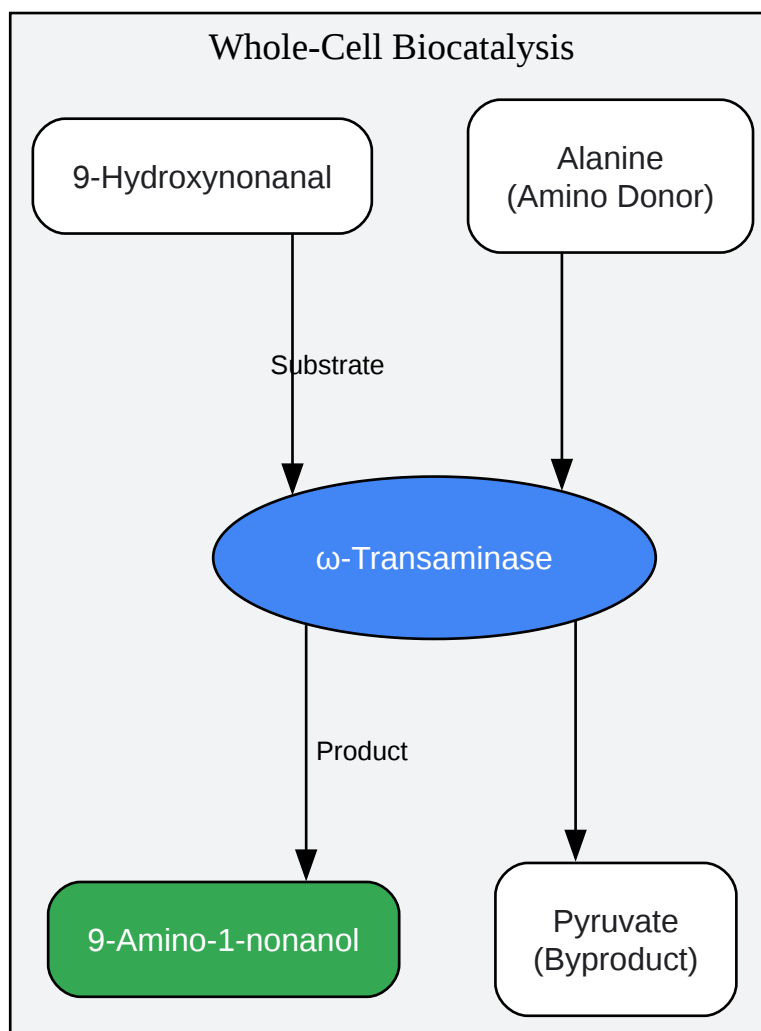 Whole-Cell Biocatalysis
9-Hydroxynonanal
Alanine
(Amino Donor)
Substrate
ω-Transaminase
Product
9-Amino-1-nonanol
Pyruvate
(Byproduct)